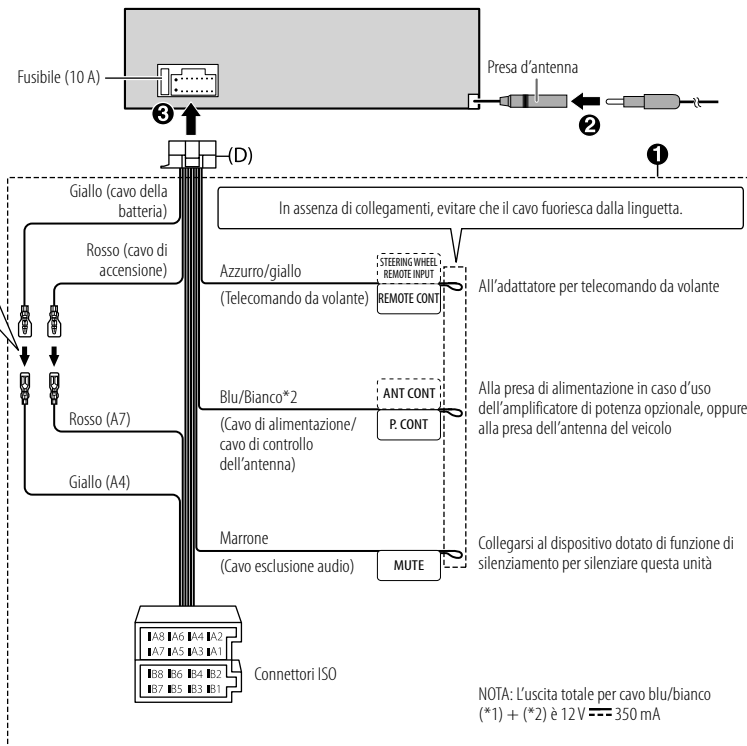 Fusibile (10 A)
Presa d'antenna
❸
❷
(D)
❶
Giallo (cavo della
batteria)
In assenza di collegamenti, evitare che il cavo fuoriesca dalla linguetta.
Rosso (cavo di
accensione)
Azzurro/giallo
(Telecomando da volante)
STEERING WHEEL
REMOTE INPUT
REMOTE CONT
All'adattatore per telecomando da volante
Blu/Bianco*2
(Cavo di alimentazione/
cavo di controllo
dell'antenna)
ANT CONT
P. CONT
Alla presa di alimentazione in caso d'uso
dell'amplificatore di potenza opzionale, oppure
alla presa dell'antenna del veicolo
Rosso (A7)
Giallo (A4)
Marrone
(Cavo esclusione audio)
MUTE
Collegarsi al dispositivo dotato di funzione di
silenziamento per silenziare questa unità
A8 A6 A4 A2
A7 A5 A3 A1
B8 B6 B4 B2
B7 B5 B3 B1
Connettori ISO
NOTA: L'uscita totale per cavo blu/bianco
(*1) + (*2) è 12 V ⎓ 350 mA